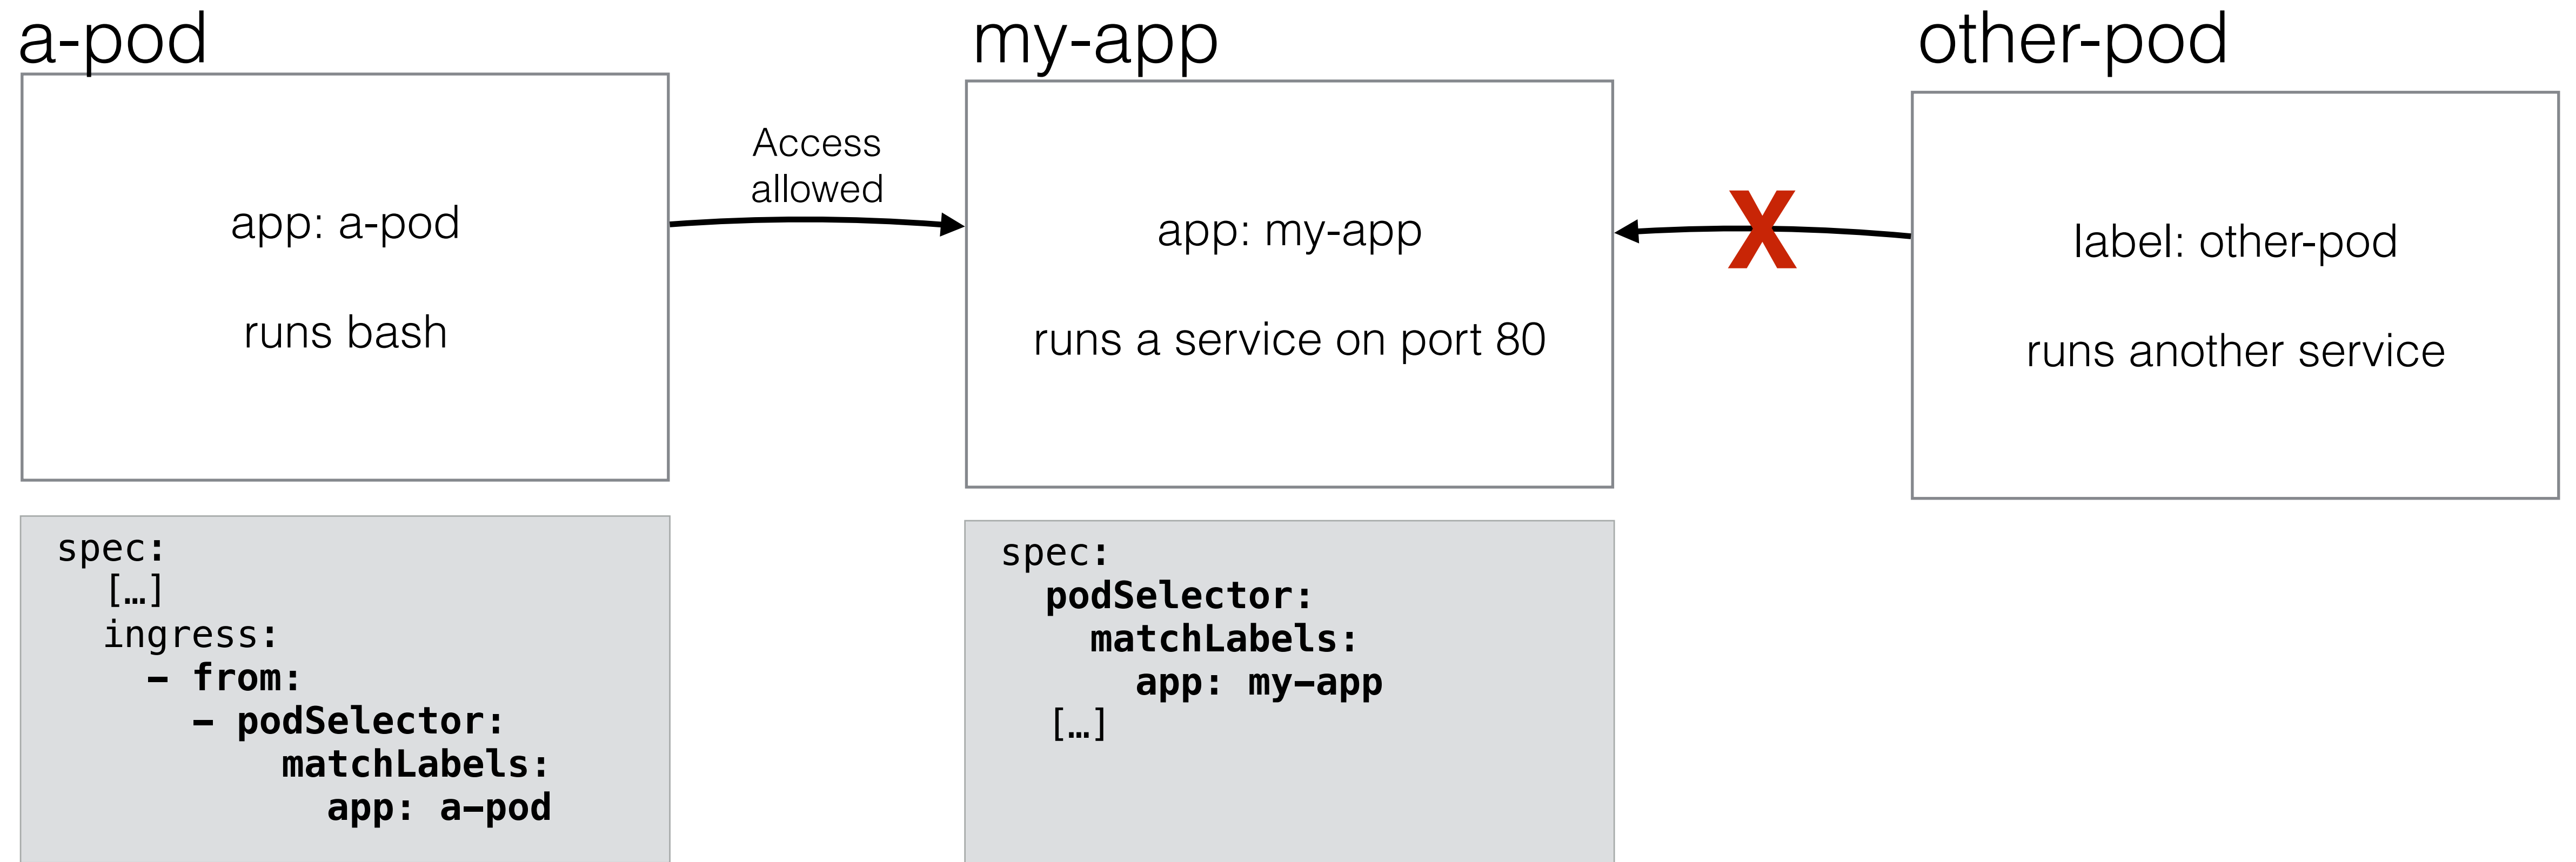 a-pod
app: a-pod
runs bash
Access
allowed
my-app
app: my-app
runs a service on port 80
X
other-pod
label: other-pod
runs another service
spec:
  […]
  ingress:
    - from:
      - podSelector:
          matchLabels:
            app: a-pod
spec:
  podSelector:
    matchLabels:
      app: my-app
  […]